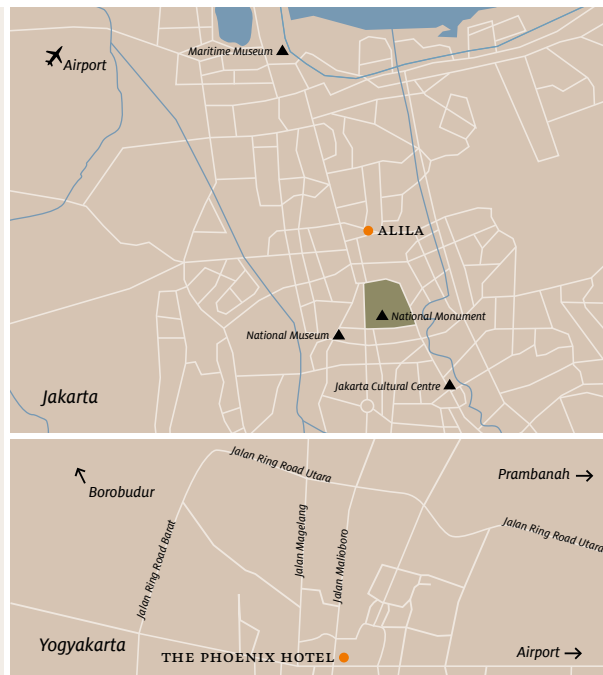 Maritime Museum
Airport
ALILA
National Monument
National Museum
Jakarta Cultural Centre
Jakarta
Jalan Ring Road Utara
Prambanah
Borobudur
Jalan Ring Road Utara
Jalan Magelang
Jalan Malioboro
Jalan Ring Road Barat
Yogyakarta
THE PHOENIX HOTEL
Airport